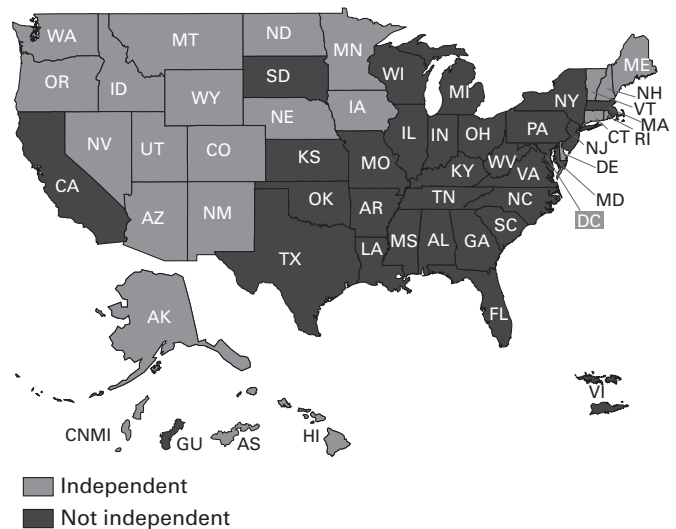 WA
MT
ND
MN
ME
OR
ID
SD
WI
MI
NH
VT
WY
NY
MA
IA
CT RI
NE
PA
NV
IL
IN
OH
NJ
UT
CO
DE
KS
MO
WV
VA
CA
KY
MD
OK
TN
NC
AZ
NM
AR
DC
SC
MS
AL
GA
LA
TX
FL
AK
VI
CNMI
GU
AS
HI
Independent
Not independent